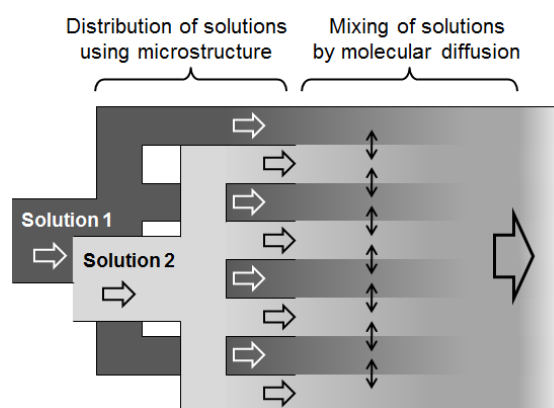 Distribution of solutions
using microstructure
Mixing of solutions
by molecular diffusion
Solution 1
Solution 2